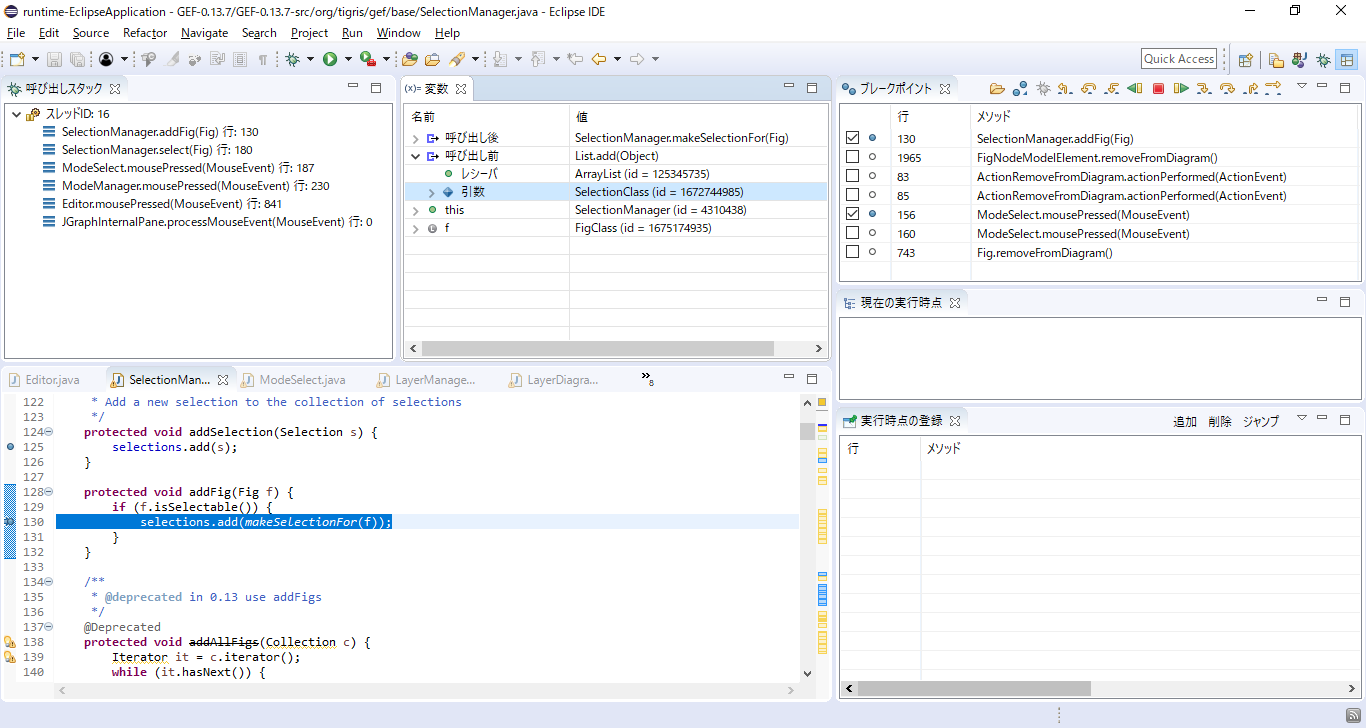 runtime-EclipseApplication - GEF-0.13.7/GEF-0.13.7-src/org/tigris/gef/base/SelectionManager.java - Eclipse IDE
File Edit Source Refactor Navigate Search Project Run Window Help
Quick Access
呼び出しスタック
スレッドID: 16
SelectionManager.addFig(Fig) 行: 130
SelectionManager.select(Fig) 行: 180
ModeSelect.mousePressed(MouseEvent) 行: 187
ModeManager.mousePressed(MouseEvent) 行: 230
Editor.mousePressed(MouseEvent) 行: 841
JGraphInternalPane.processMouseEvent(MouseEvent) 行: 0
(x)= 変数
名前 値
呼び出し後 SelectionManager.makeSelectionFor(Fig)
呼び出し前 List.add(Object)
レシーバ ArrayList (id = 125345735)
引数 SelectionClass (id = 1672744985)
this SelectionManager (id = 4310438)
f FigClass (id = 1675174935)
ブレークポイント
行 メソッド
130 SelectionManager.addFig(Fig)
1965 FigNodeModelElement.removeFromDiagram()
83 ActionRemoveFromDiagram.actionPerformed(ActionEvent)
85 ActionRemoveFromDiagram.actionPerformed(ActionEvent)
156 ModeSelect.mousePressed(MouseEvent)
160 ModeSelect.mousePressed(MouseEvent)
743 Fig.removeFromDiagram()
現在の実行時点
実行時点の登録 追加 削除 ジャンプ
行 メソッド
Editor.java SelectionMan... ModeSelect.java LayerManage... LayerDiagra... »8
122 * Add a new selection to the collection of selections
123 */
124 protected void addSelection(Selection s) {
125 selections.add(s);
126 }
127
128 protected void addFig(Fig f) {
129 if (f.isSelectable()) {
130 selections.add(makeSelectionFor(f));
131 }
132 }
133
134 /**
135 * @deprecated in 0.13 use addFigs
136 */
137 @Deprecated
138 protected void addAllFigs(Collection c) {
139 Iterator it = c.iterator();
140 while (it.hasNext()) {